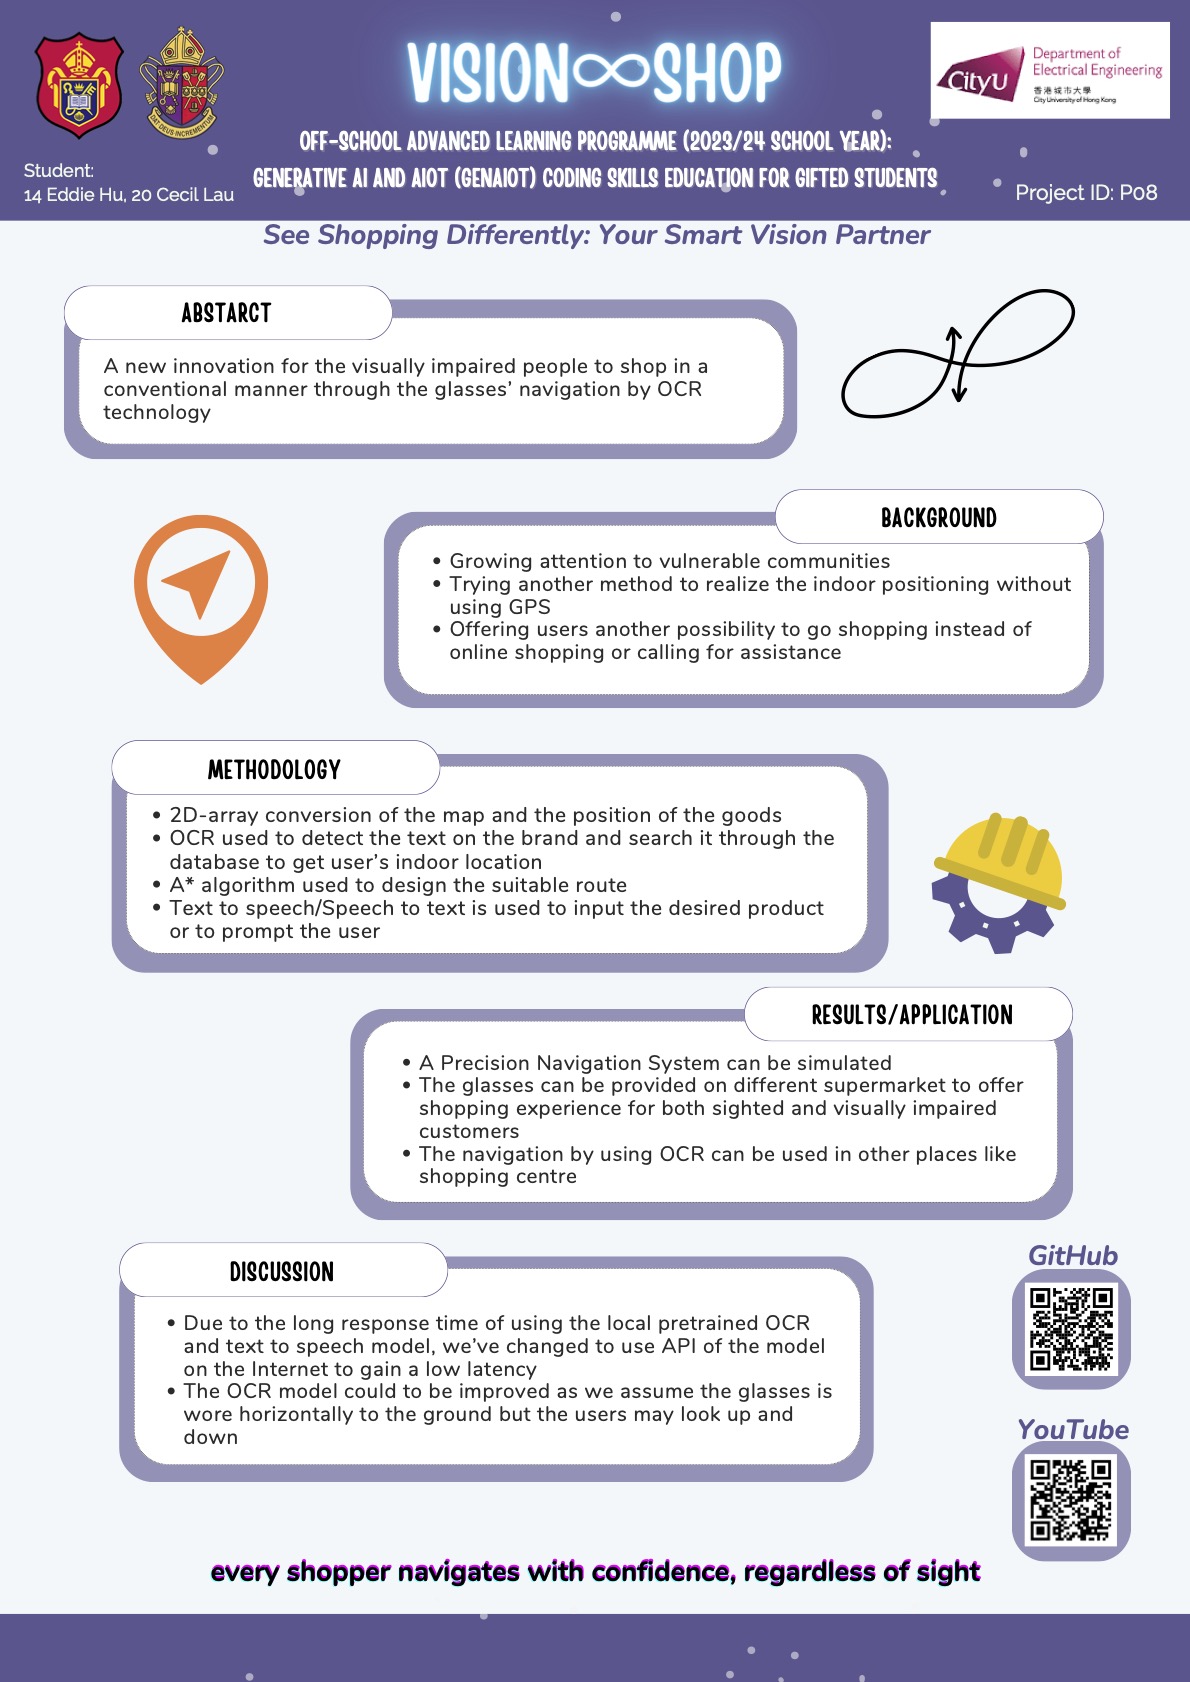 VISION∞SHOP
CityU
Department of
Electrical Engineering
香港城市大學
City University of Hong Kong
OFF-SCHOOL ADVANCED LEARNING PROGRAMME (2023/24 SCHOOL YEAR):
GENERATIVE AI AND AIOT (GENAIOT) CODING SKILLS EDUCATION FOR GIFTED STUDENTS
Student:
14 Eddie Hu, 20 Cecil Lau
Project ID: P08
See Shopping Differently: Your Smart Vision Partner
ABSTARCT
A new innovation for the visually impaired people to shop in a
conventional manner through the glasses’ navigation by OCR
technology
BACKGROUND
• Growing attention to vulnerable communities
• Trying another method to realize the indoor positioning without
using GPS
• Offering users another possibility to go shopping instead of
online shopping or calling for assistance
METHODOLOGY
• 2D-array conversion of the map and the position of the goods
• OCR used to detect the text on the brand and search it through the
database to get user’s indoor location
• A* algorithm used to design the suitable route
• Text to speech/Speech to text is used to input the desired product
or to prompt the user
RESULTS/APPLICATION
• A Precision Navigation System can be simulated
• The glasses can be provided on different supermarket to offer
shopping experience for both sighted and visually impaired
customers
• The navigation by using OCR can be used in other places like
shopping centre
DISCUSSION
• Due to the long response time of using the local pretrained OCR
and text to speech model, we’ve changed to use API of the model
on the Internet to gain a low latency
• The OCR model could to be improved as we assume the glasses is
wore horizontally to the ground but the users may look up and
down
GitHub
YouTube
every shopper navigates with confidence, regardless of sight